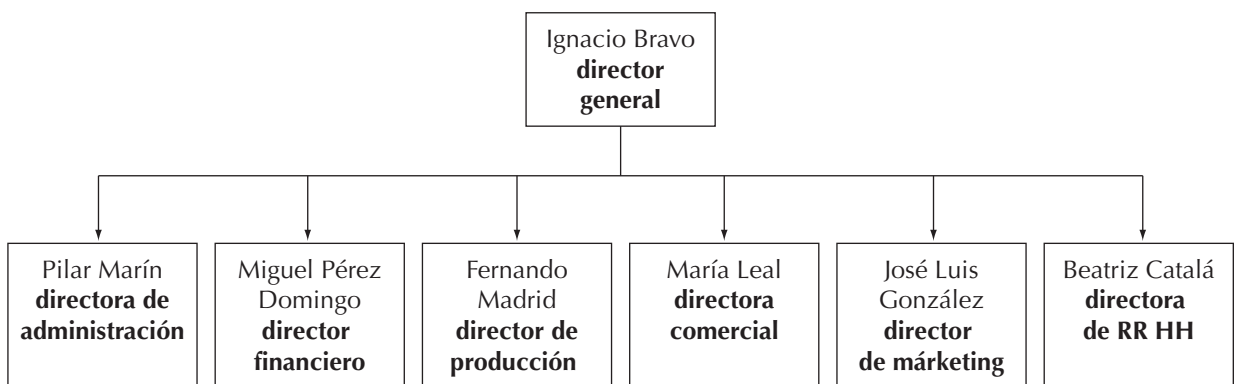 Ignacio Bravo
director
general
Pilar Marín
directora de
administración
Miguel Pérez
Domingo
director
financiero
Fernando
Madrid
director de
producción
María Leal
directora
comercial
José Luis
González
director
de márketing
Beatriz Catalá
directora
de RR HH